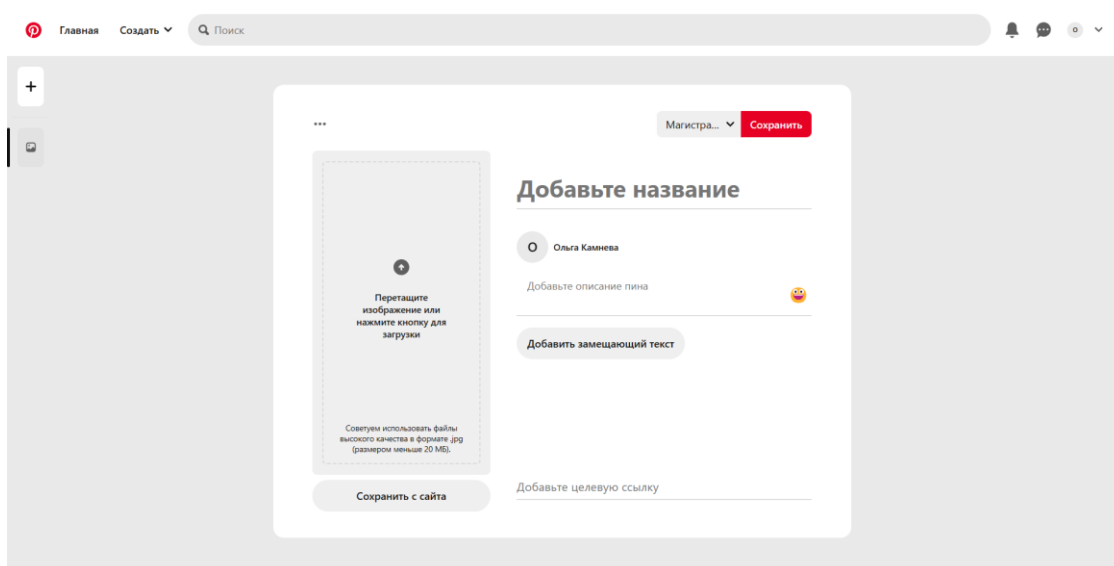 Главная
Создать
Поиск
о
Магистра...
Сохранить
Добавьте название
О
Ольга Камнева
Добавьте описание пина
Перетащите
изображение или
нажмите кнопку для
загрузки
Добавить замещающий текст
Советуем использовать файлы
высокого качества в формате .jpg
(размером меньше 20 МБ).
Сохранить с сайта
Добавьте целевую ссылку